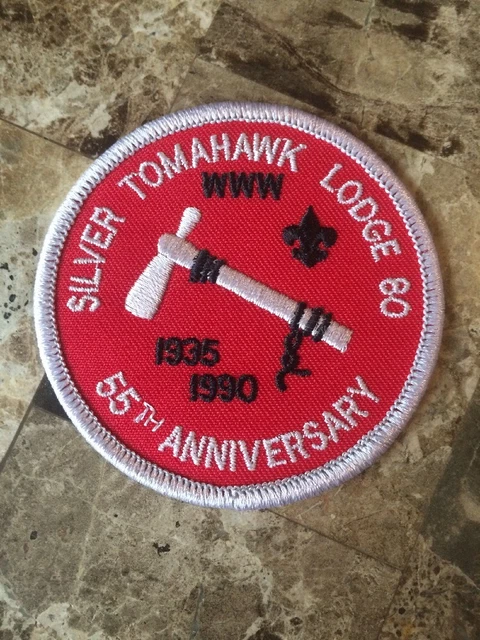 SILVER TOMAHAWK LODGE 80
WWW
1935
1990
55TH ANNIVERSARY